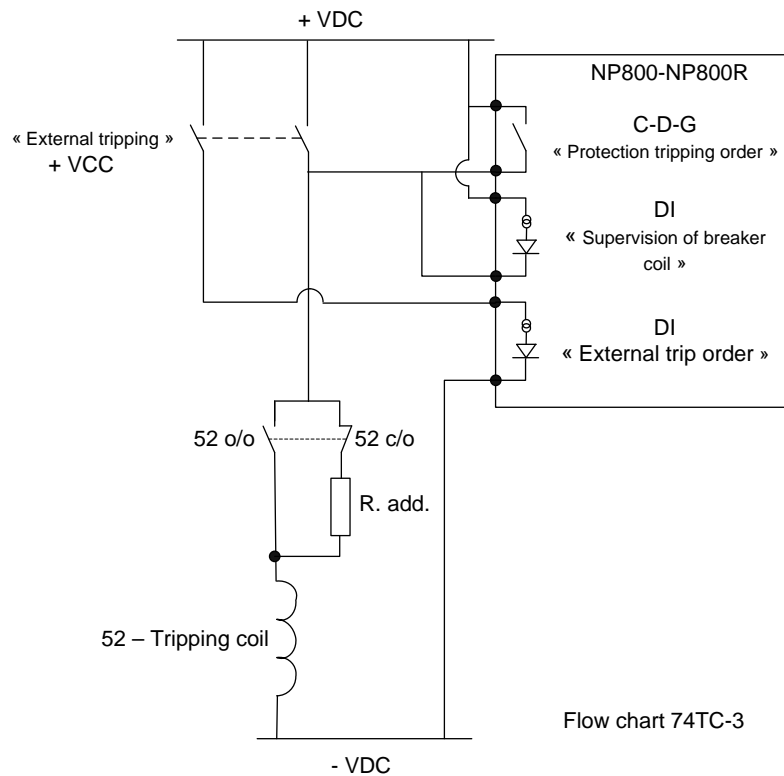 + VDC
NP800-NP800R
« External tripping »
+ VCC
C-D-G
« Protection tripping order »
DI
« Supervision of breaker
coil »
DI
« External trip order »
52 o/o
52 c/o
R. add.
52 – Tripping coil
Flow chart 74TC-3
- VDC